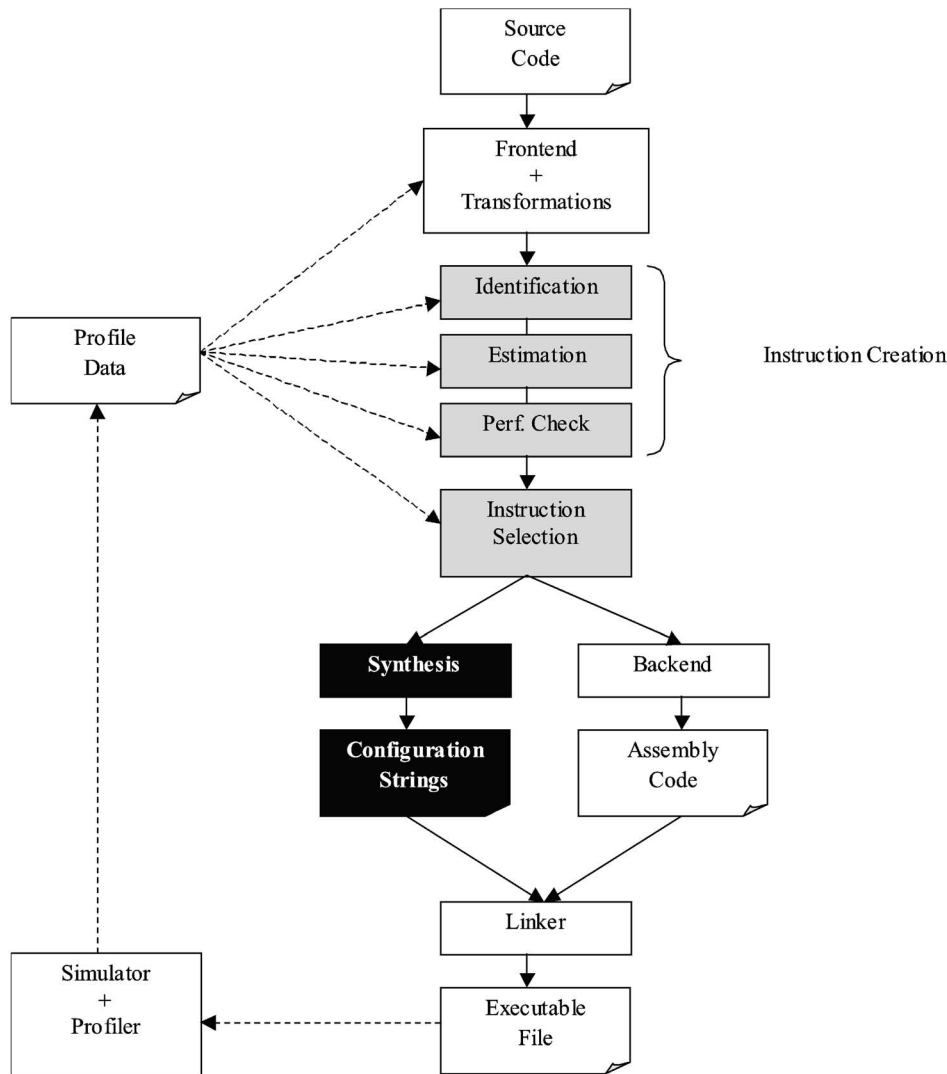 Source
Code
Frontend
+
Transformations
Identification
Profile
Data
Estimation
Instruction Creation
Perf. Check
Instruction
Selection
Synthesis
Backend
Configuration
Strings
Assembly
Code
Linker
Simulator
+
Profiler
Executable
File